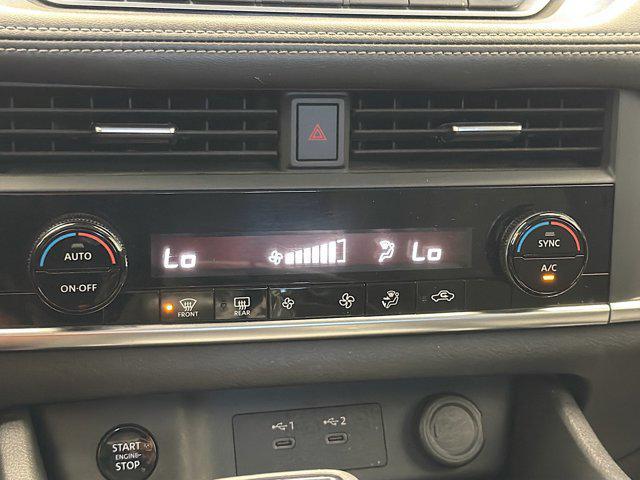 AUTO
ON·OFF
Lo
Lo
SYNC
A/C
FRONT
REAR
START
ENGINE
STOP
1
2